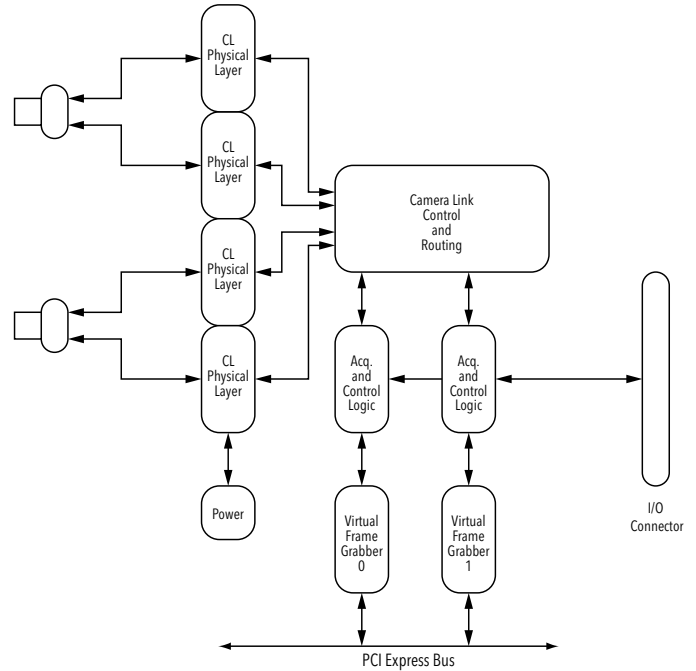 CL
Physical
Layer
CL
Physical
Layer
CL
Physical
Layer
CL
Physical
Layer
Camera Link
Control
and
Routing
Acq.
and
Control
Logic
Acq.
and
Control
Logic
I/O
Connector
Power
Virtual
Frame
Grabber
0
Virtual
Frame
Grabber
1
PCI Express Bus